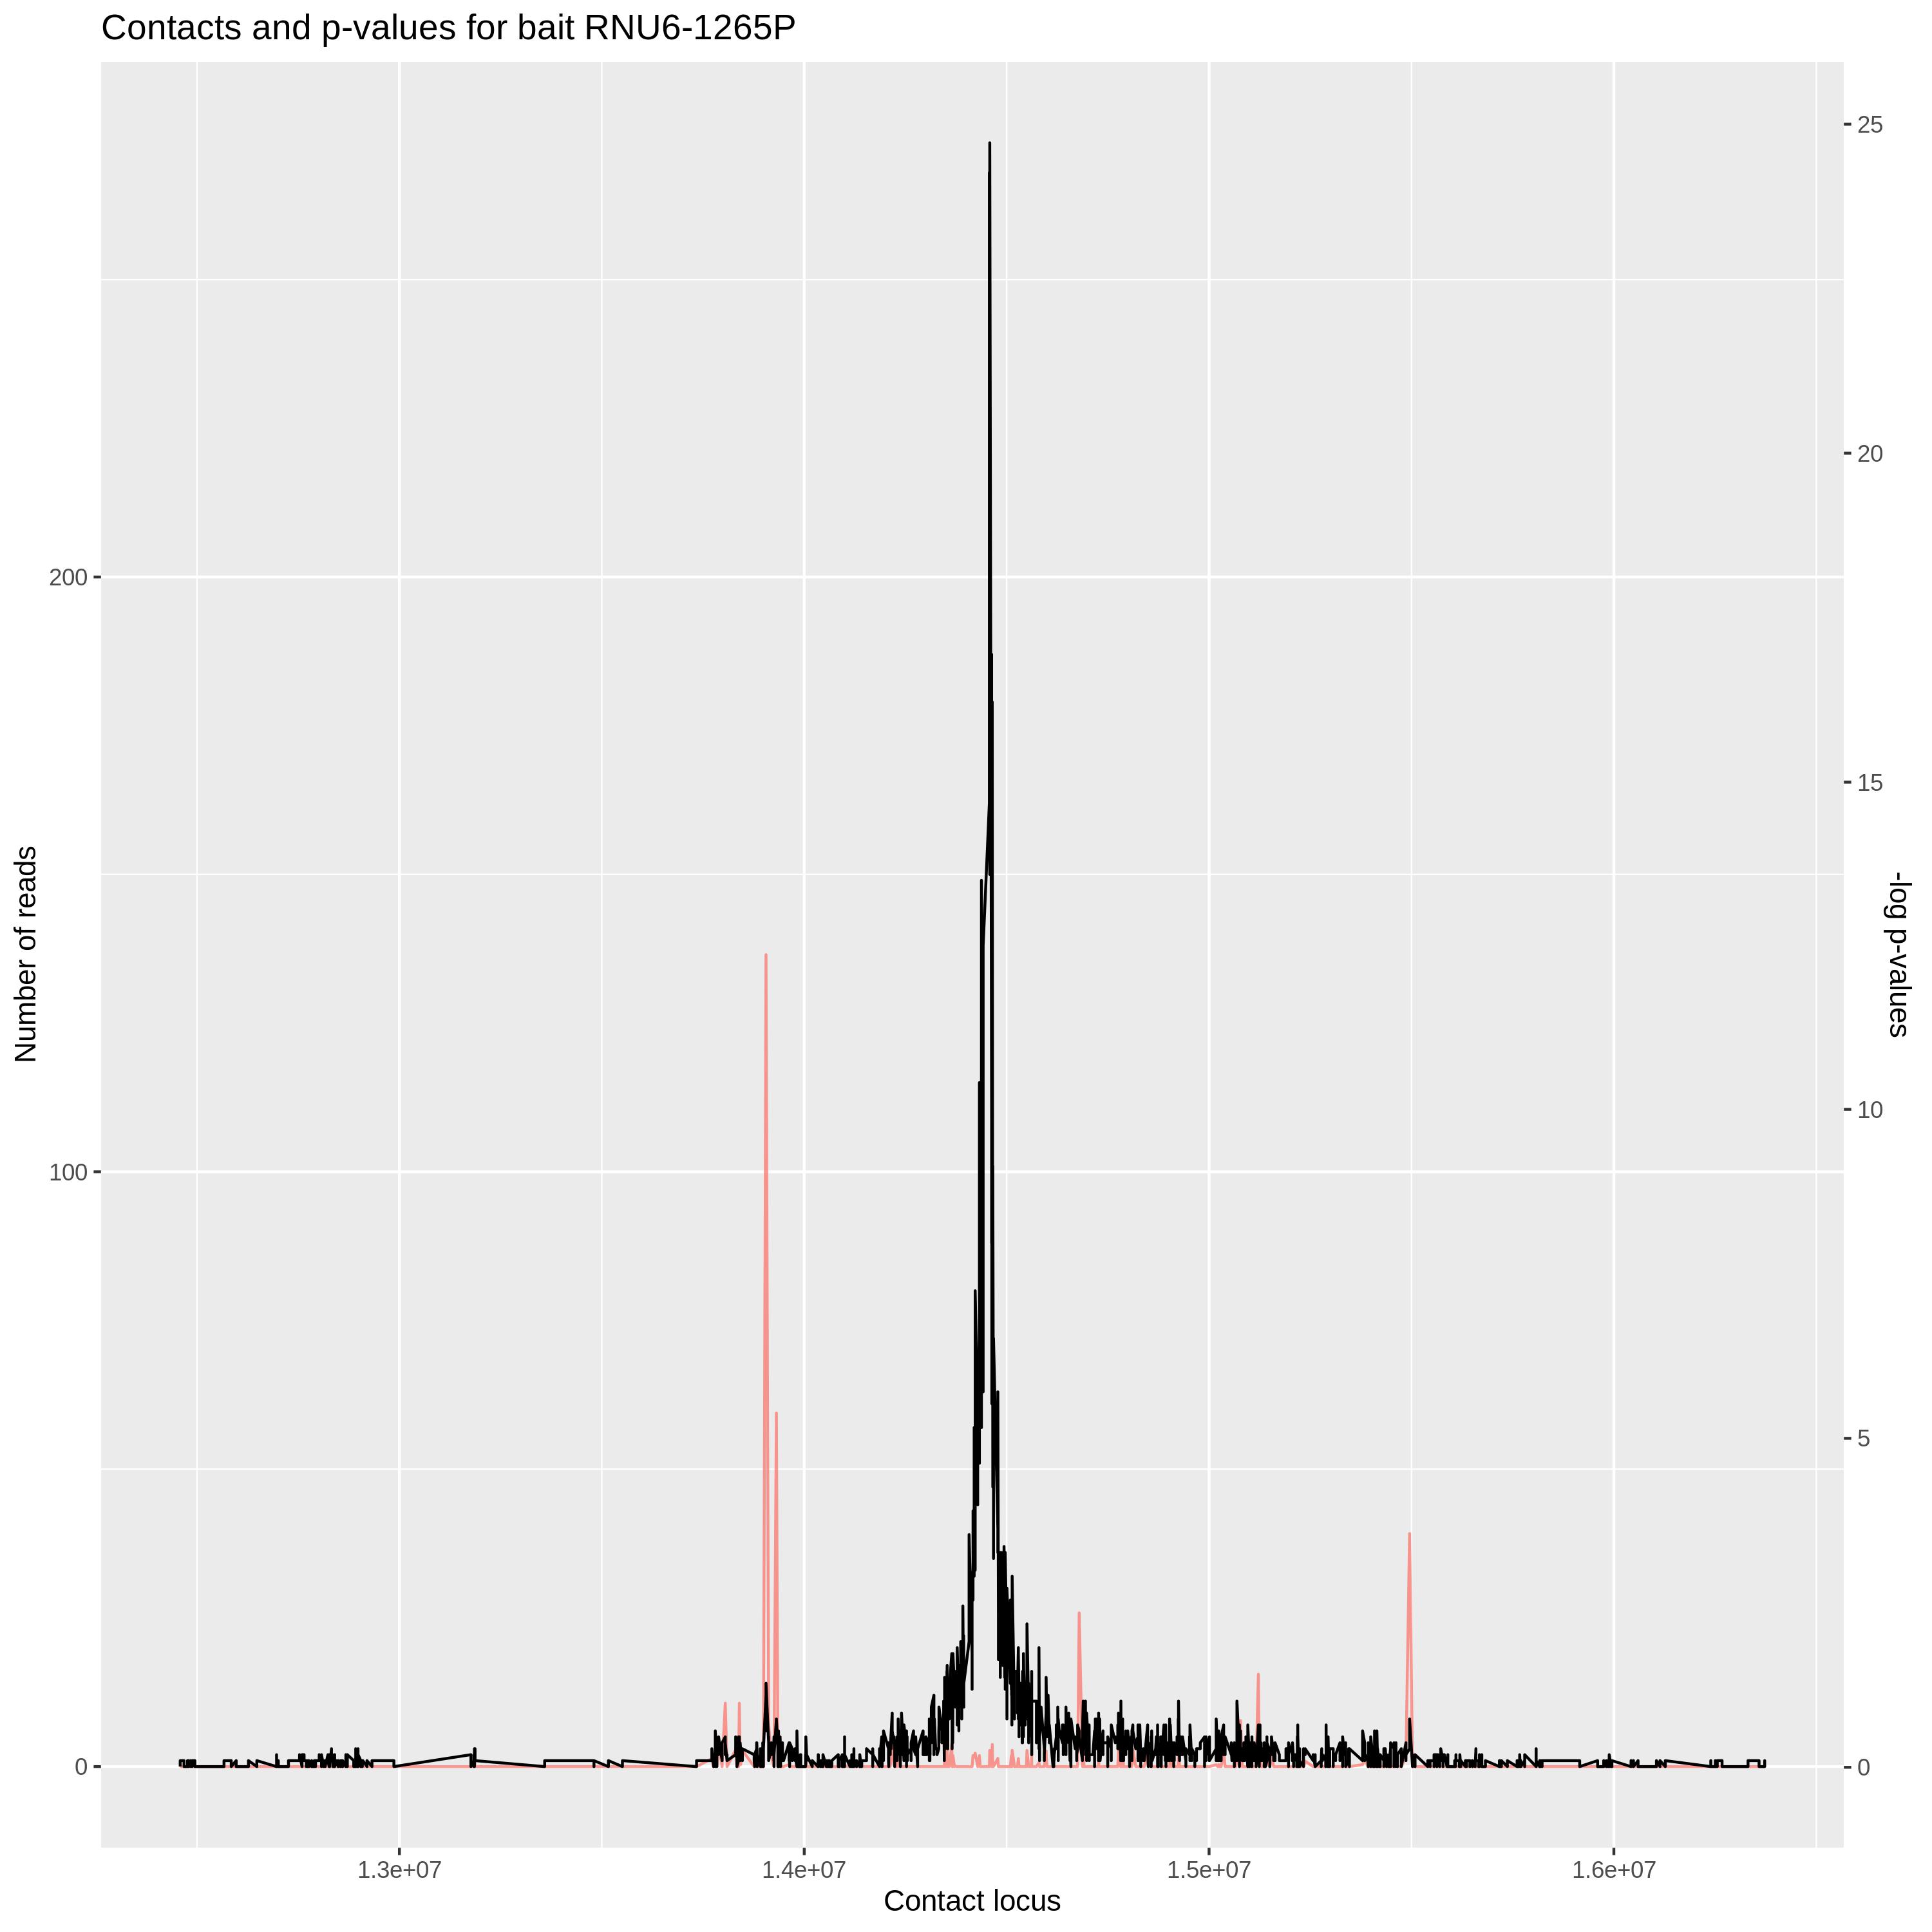 Contacts and p-values for bait RNU6-1265P
Number of reads
200
100
0
25
20
15
10
5
0
-log p-values
1.3e+07
1.4e+07
1.5e+07
1.6e+07
Contact locus